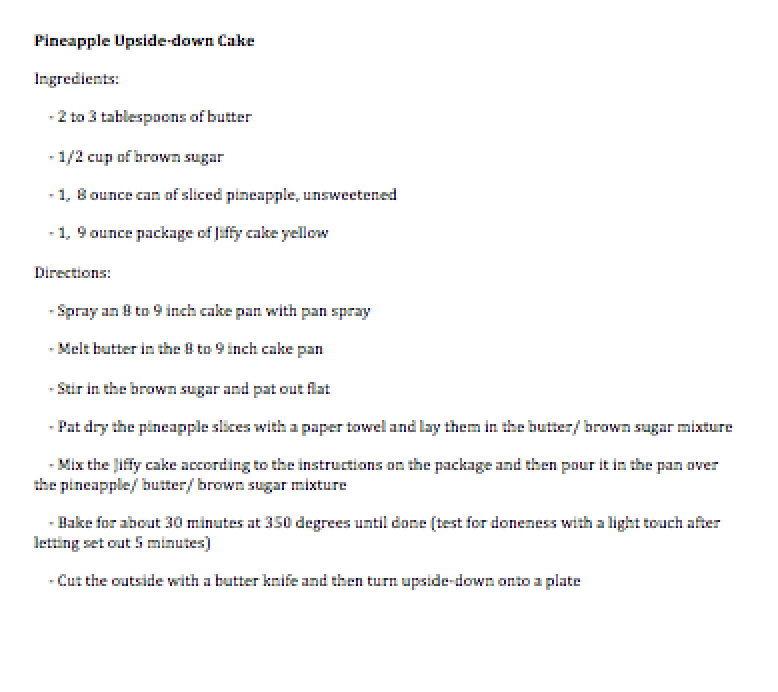 Pineapple Upside-down Cake
Ingredients:
- 2 to 3 tablespoons of butter
- 1/2 cup of brown sugar
- 1,  8 ounce can of sliced pineapple, unsweetened
- 1,  9 ounce package of Jiffy cake yellow
Directions:
- Spray an 8 to 9 inch cake pan with pan spray
- Melt butter in the 8 to 9 inch cake pan
- Stir in the brown sugar and pat out flat
- Pat dry the pineapple slices with a paper towel and lay them in the butter/ brown sugar mixture
- Mix the Jiffy cake according to the instructions on the package and then pour it in the pan over
the pineapple/ butter/ brown sugar mixture
- Bake for about 30 minutes at 350 degrees until done (test for doneness with a light touch after
letting set out 5 minutes)
- Cut the outside with a butter knife and then turn upside-down onto a plate